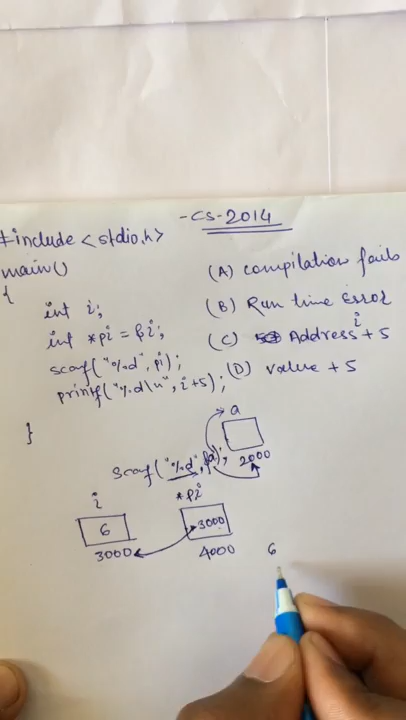 -CS-2014
#include <stdio.h>
main()
{
int i;
int *pi = &i;
scanf("%d", pi);
printf("%d\n", i+5);
}
(A) compilation fails
(B) Run time Error
(C) Address i + 5
(D) value + 5
a
scanf("%d", &a);
2000
i
*pi
6
3000
3000
4000
6